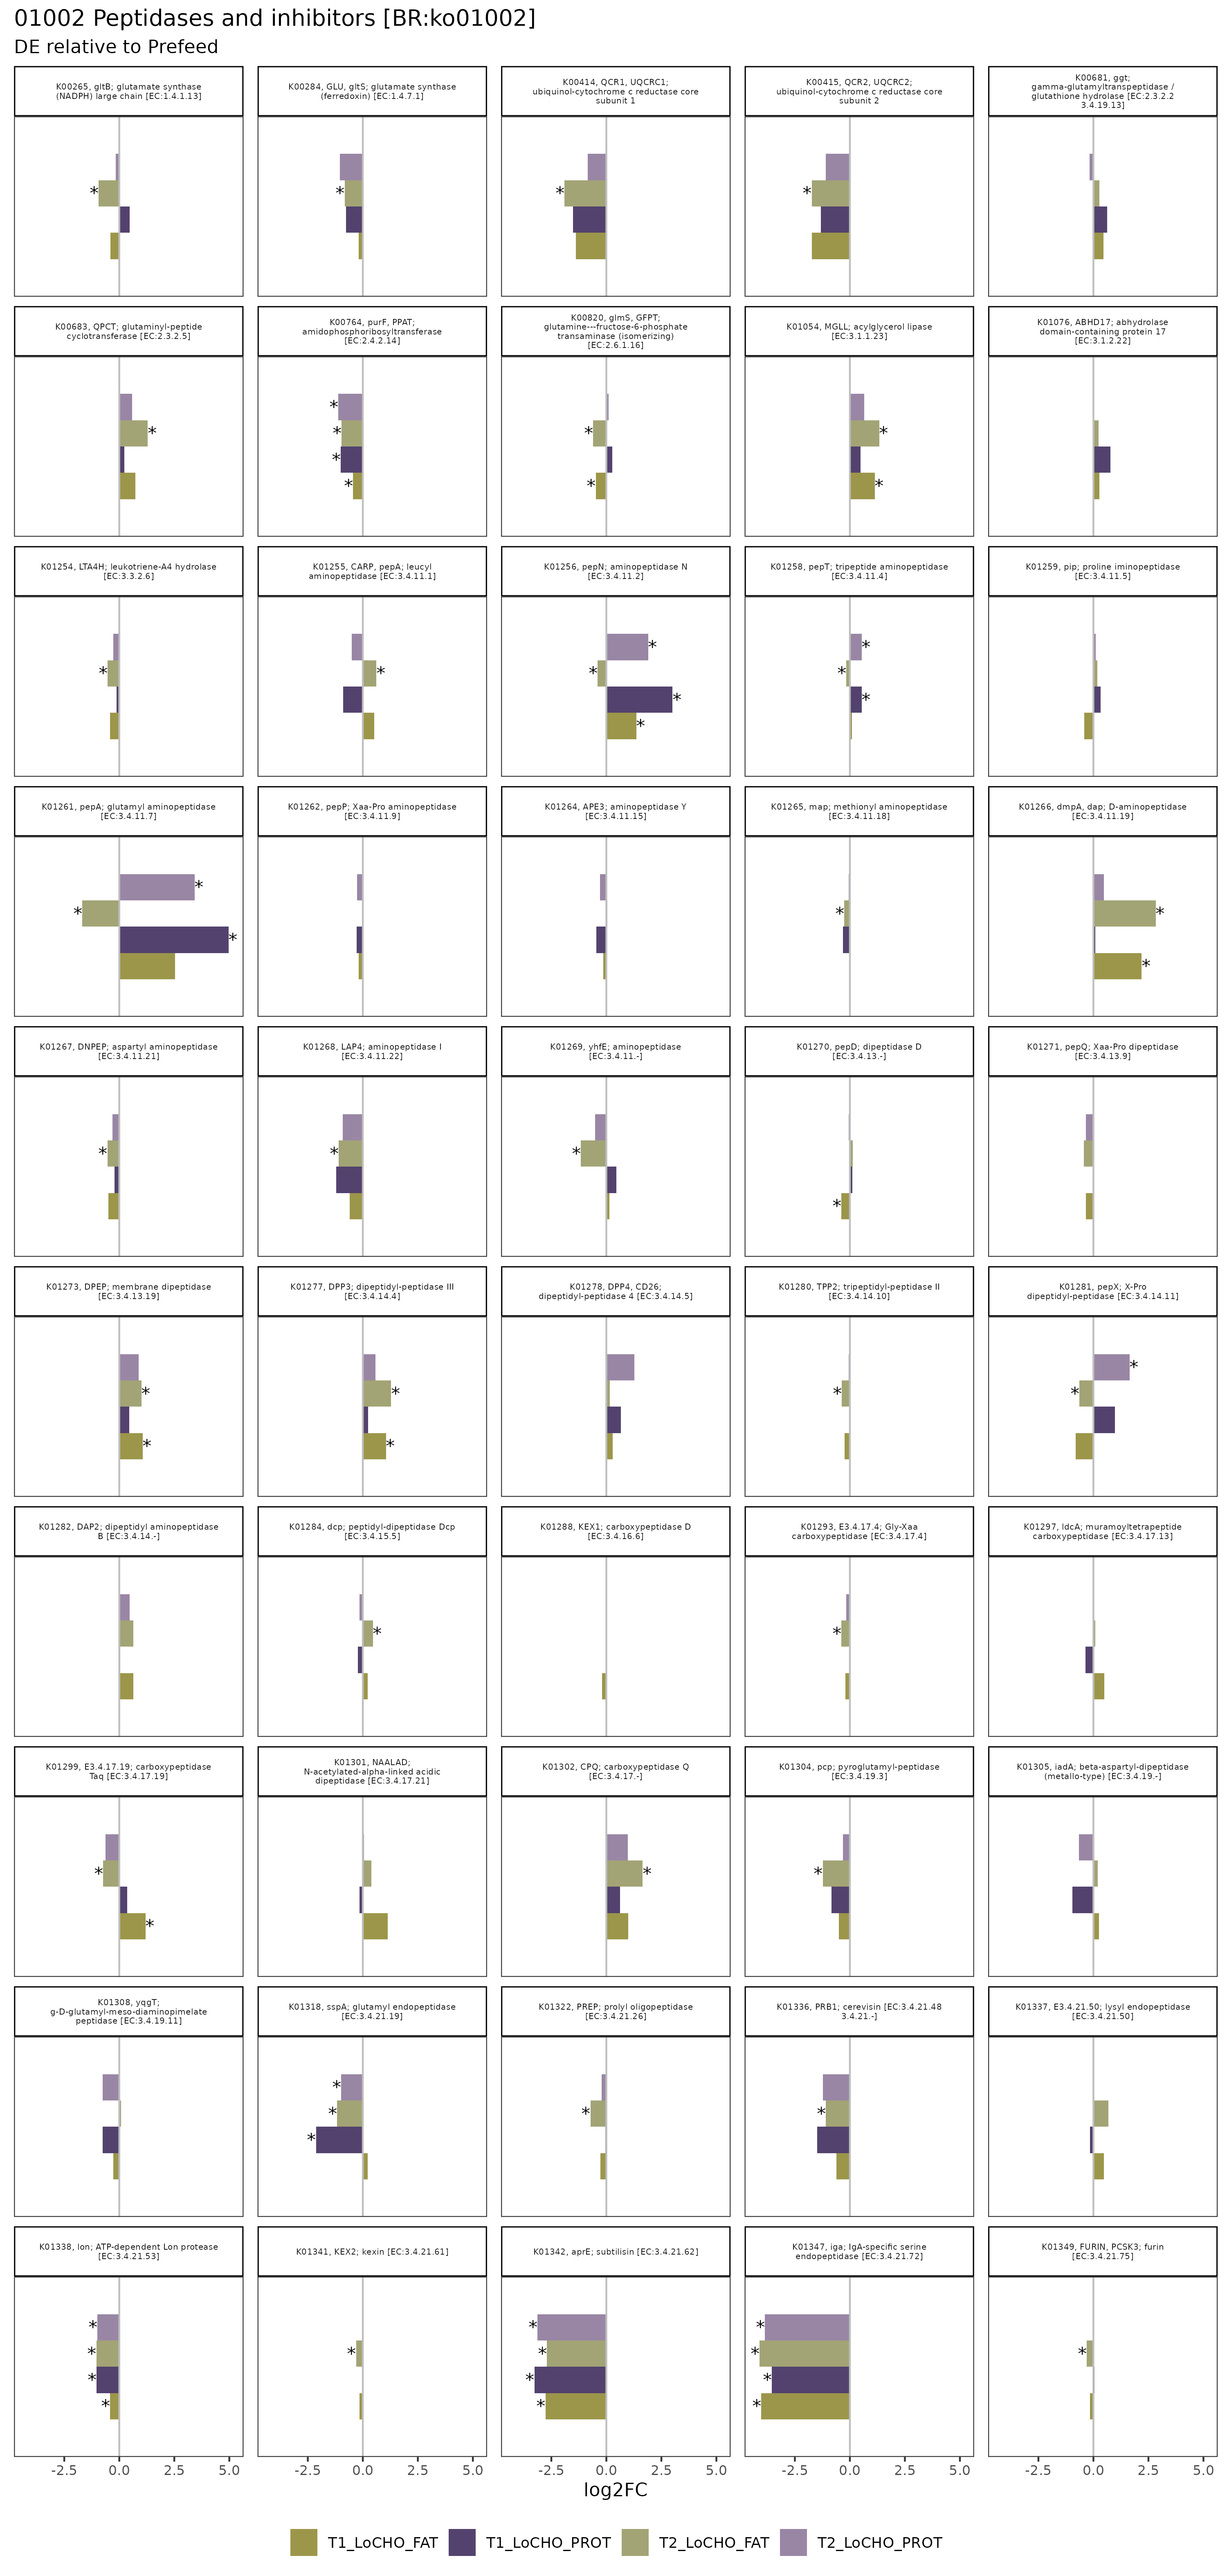 01002 Peptidases and inhibitors [BR:ko01002]
DE relative to Prefeed
K00265, gltB; glutamate synthase
(NADPH) large chain [EC:1.4.1.13]
K00284, GLU, gltS; glutamate synthase
(ferredoxin) [EC:1.4.7.1]
K00414, QCR1, UQCRC1;
ubiquinol-cytochrome c reductase core
subunit 1
K00415, QCR2, UQCRC2;
ubiquinol-cytochrome c reductase core
subunit 2
K00681, ggt;
gamma-glutamyltranspeptidase /
glutathione hydrolase [EC:2.3.2.2
3.4.19.13]
* * * *
K00683, QPCT; glutaminyl-peptide
cyclotransferase [EC:2.3.2.5]
K00764, purF, PPAT;
amidophosphoribosyltransferase
[EC:2.4.2.14]
K00820, glmS, GFPT;
glutamine---fructose-6-phosphate
transaminase (isomerizing)
[EC:2.6.1.16]
K01054, MGLL; acylglycerol lipase
[EC:3.1.1.23]
K01076, ABHD17; abhydrolase
domain-containing protein 17
[EC:3.1.2.22]
*
* * * *
*
* * *
K01254, LTA4H; leukotriene-A4 hydrolase
[EC:3.3.2.6]
K01255, CARP, pepA; leucyl
aminopeptidase [EC:3.4.11.1]
K01256, pepN; aminopeptidase N
[EC:3.4.11.2]
K01258, pepT; tripeptide aminopeptidase
[EC:3.4.11.4]
K01259, pip; proline iminopeptidase
[EC:3.4.11.5]
* *
* * * *
* *
*
K01261, pepA; glutamyl aminopeptidase
[EC:3.4.11.7]
K01262, pepP; Xaa-Pro aminopeptidase
[EC:3.4.11.9]
K01264, APE3; aminopeptidase Y
[EC:3.4.11.15]
K01265, map; methionyl aminopeptidase
[EC:3.4.11.18]
K01266, dmpA, dap; D-aminopeptidase
[EC:3.4.11.19]
*
* * *
*
*
K01267, DNPEP; aspartyl aminopeptidase
[EC:3.4.11.21]
K01268, LAP4; aminopeptidase I
[EC:3.4.11.22]
K01269, yhfE; aminopeptidase
[EC:3.4.11.-]
K01270, pepD; dipeptidase D
[EC:3.4.13.-]
K01271, pepQ; Xaa-Pro dipeptidase
[EC:3.4.13.9]
* * *
*
K01273, DPEP; membrane dipeptidase
[EC:3.4.13.19]
K01277, DPP3; dipeptidyl-peptidase III
[EC:3.4.14.4]
K01278, DPP4, CD26;
dipeptidyl-peptidase 4 [EC:3.4.14.5]
K01280, TPP2; tripeptidyl-peptidase II
[EC:3.4.14.10]
K01281, pepX; X-Pro
dipeptidyl-peptidase [EC:3.4.14.11]
*
* * * *
* *
K01282, DAP2; dipeptidyl aminopeptidase
B [EC:3.4.14.-]
K01284, dcp; peptidyl-dipeptidase Dcp
[EC:3.4.15.5]
K01288, KEX1; carboxypeptidase D
[EC:3.4.16.6]
K01293, E3.4.17.4; Gly-Xaa
carboxypeptidase [EC:3.4.17.4]
K01297, ldcA; muramoyltetrapeptide
carboxypeptidase [EC:3.4.17.13]
* *
K01299, E3.4.17.19; carboxypeptidase
Taq [EC:3.4.17.19]
K01301, NAALAD;
N-acetylated-alpha-linked acidic
dipeptidase [EC:3.4.17.21]
K01302, CPQ; carboxypeptidase Q
[EC:3.4.17.-]
K01304, pcp; pyroglutamyl-peptidase
[EC:3.4.19.3]
K01305, iadA; beta-aspartyl-dipeptidase
(metallo-type) [EC:3.4.19.-]
* * *
*
K01308, yqgT;
g-D-glutamyl-meso-diaminopimelate
peptidase [EC:3.4.19.11]
K01318, sspA; glutamyl endopeptidase
[EC:3.4.21.19]
K01322, PREP; prolyl oligopeptidase
[EC:3.4.21.26]
K01336, PRB1; cerevisin [EC:3.4.21.48
3.4.21.-]
K01337, E3.4.21.50; lysyl endopeptidase
[EC:3.4.21.50]
*
* * *
*
K01338, lon; ATP-dependent Lon protease
[EC:3.4.21.53]
K01341, KEX2; kexin [EC:3.4.21.61]
K01342, aprE; subtilisin [EC:3.4.21.62]
K01347, iga; IgA-specific serine
endopeptidase [EC:3.4.21.72]
K01349, FURIN, PCSK3; furin
[EC:3.4.21.75]
* * *
* * * * *
* * *
* * *
-2.5 0.0 2.5 5.0 -2.5 0.0 2.5 5.0 -2.5 0.0 2.5 5.0 -2.5 0.0 2.5 5.0 -2.5 0.0 2.5 5.0
log2FC
T1_LoCHO_FAT T1_LoCHO_PROT T2_LoCHO_FAT T2_LoCHO_PROT